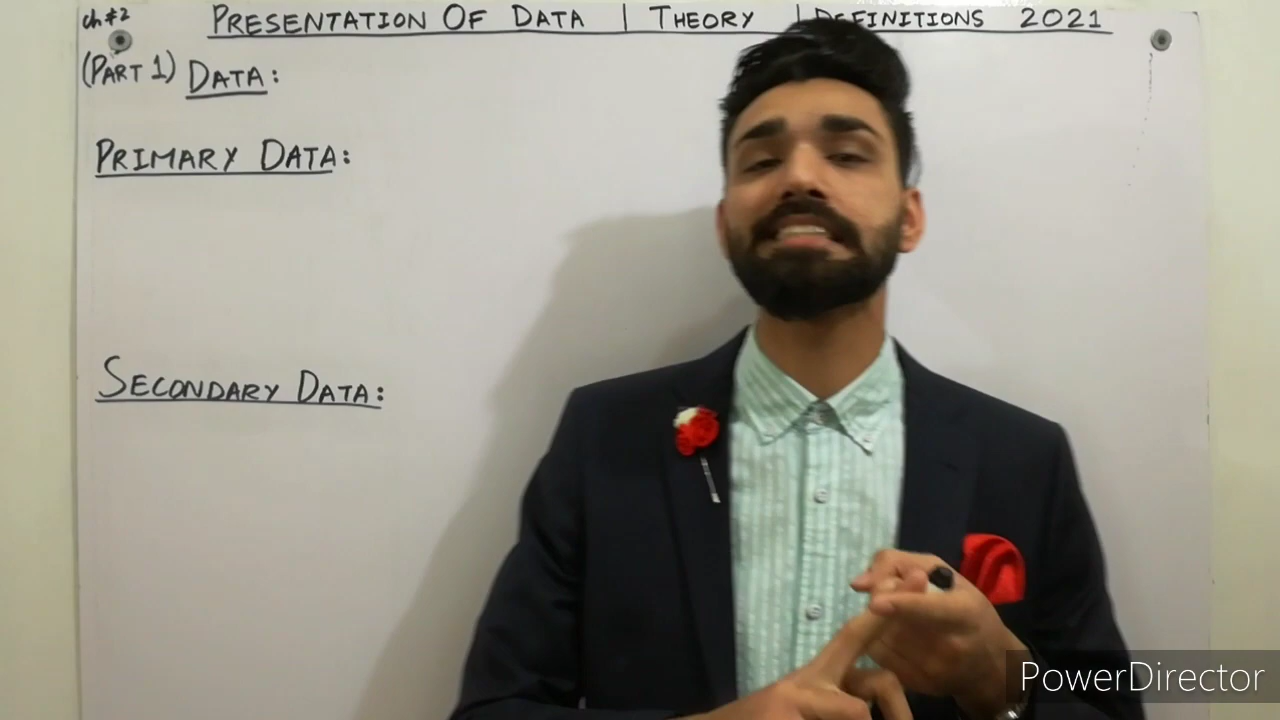 ch #2
PRESENTATION OF DATA | THEORY | DEFINITIONS 2021
(PART 1) DATA:
PRIMARY DATA:
SECONDARY DATA:
PowerDirector